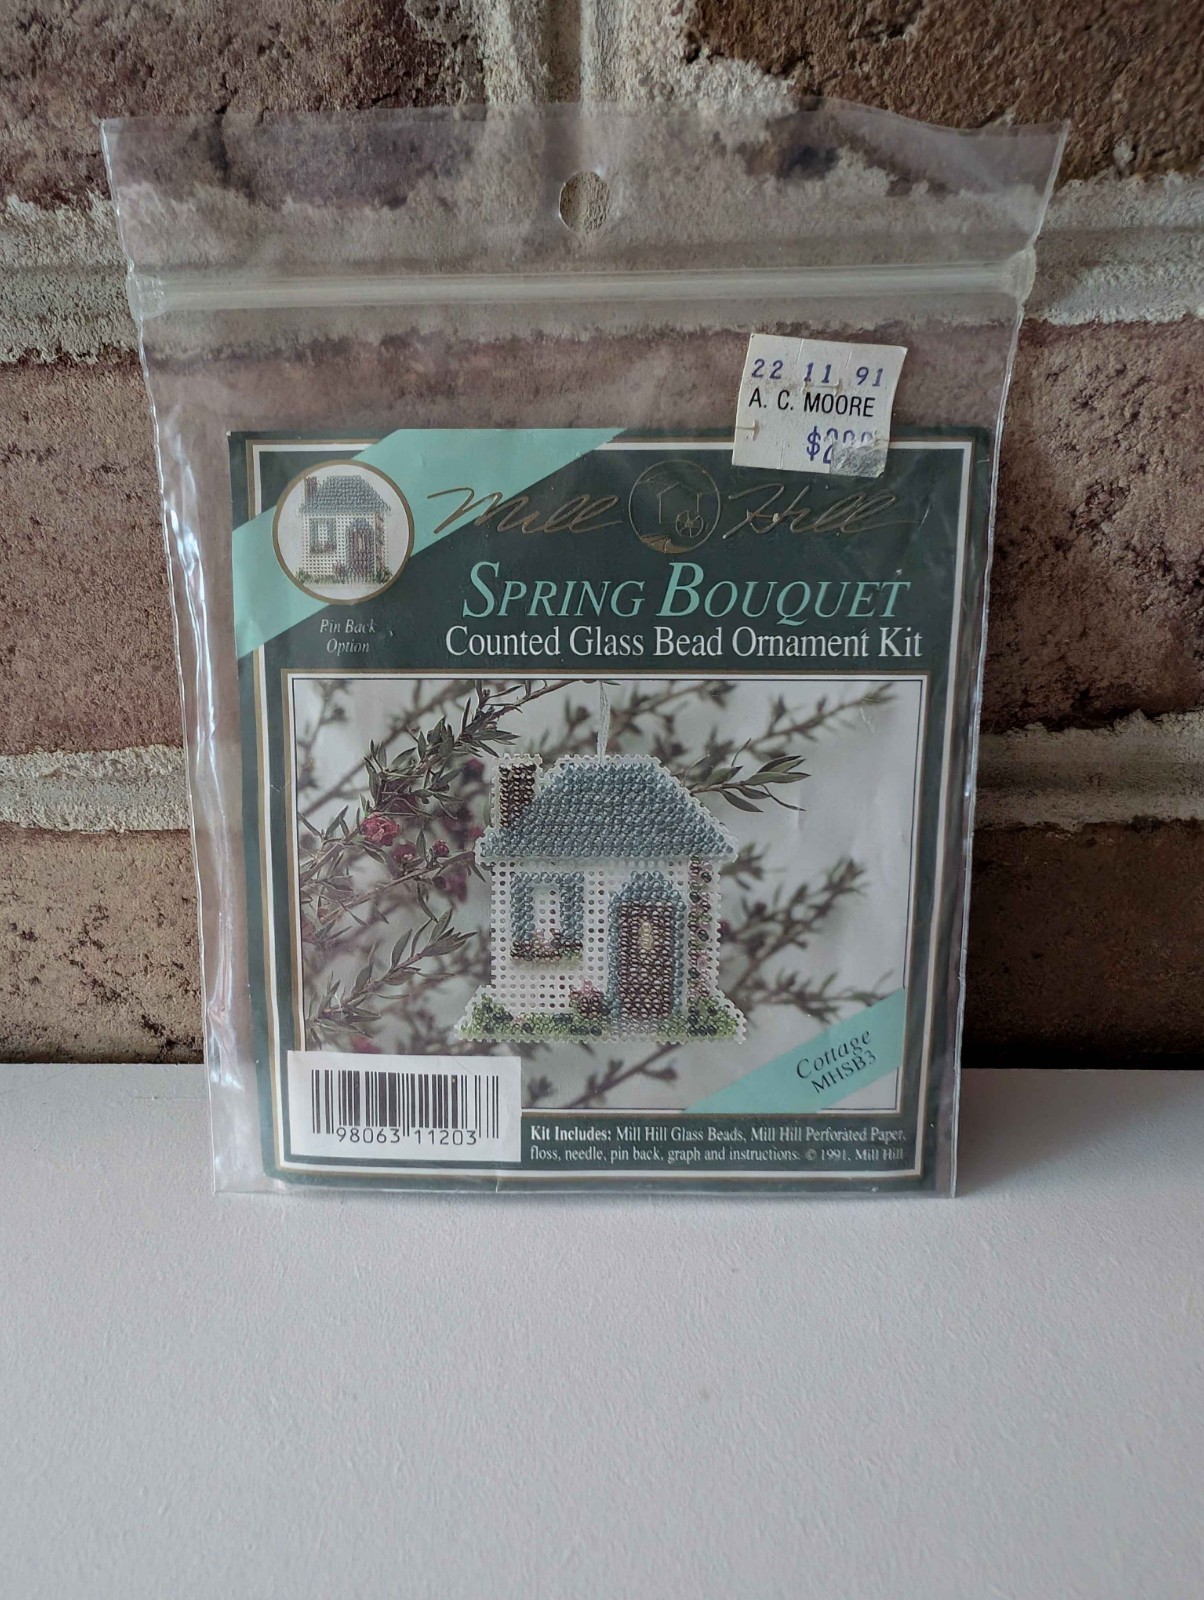 22 11 91
A. C. MOORE
Mill Hill
SPRING BOUQUET
Counted Glass Bead Ornament Kit
Pin Back
Option
Cottage
MHSB3
98063 11203
Kit Includes: Mill Hill Glass Beads, Mill Hill Perforated Paper,
floss, needle, pin back, graph and instructions. © 1991, Mill Hill